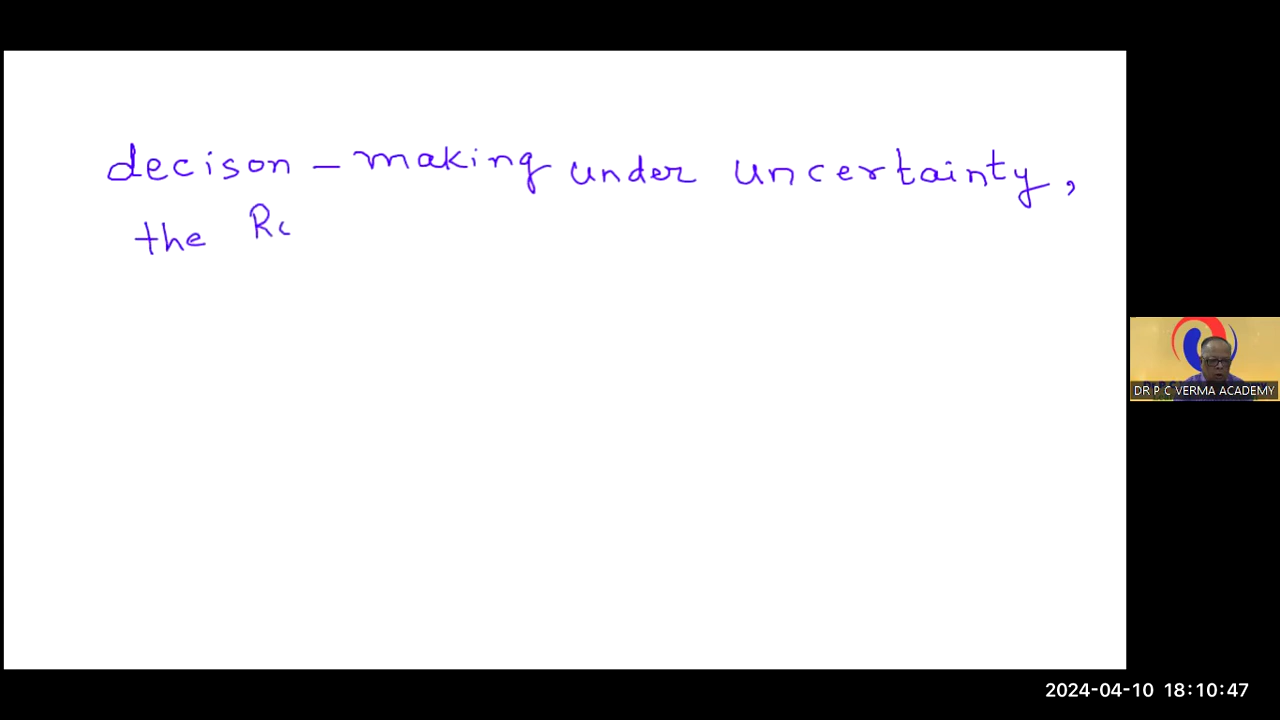 decison - making under uncertainty,
the
DR P C VERMA ACADEMY
2024-04-10 18:10:47